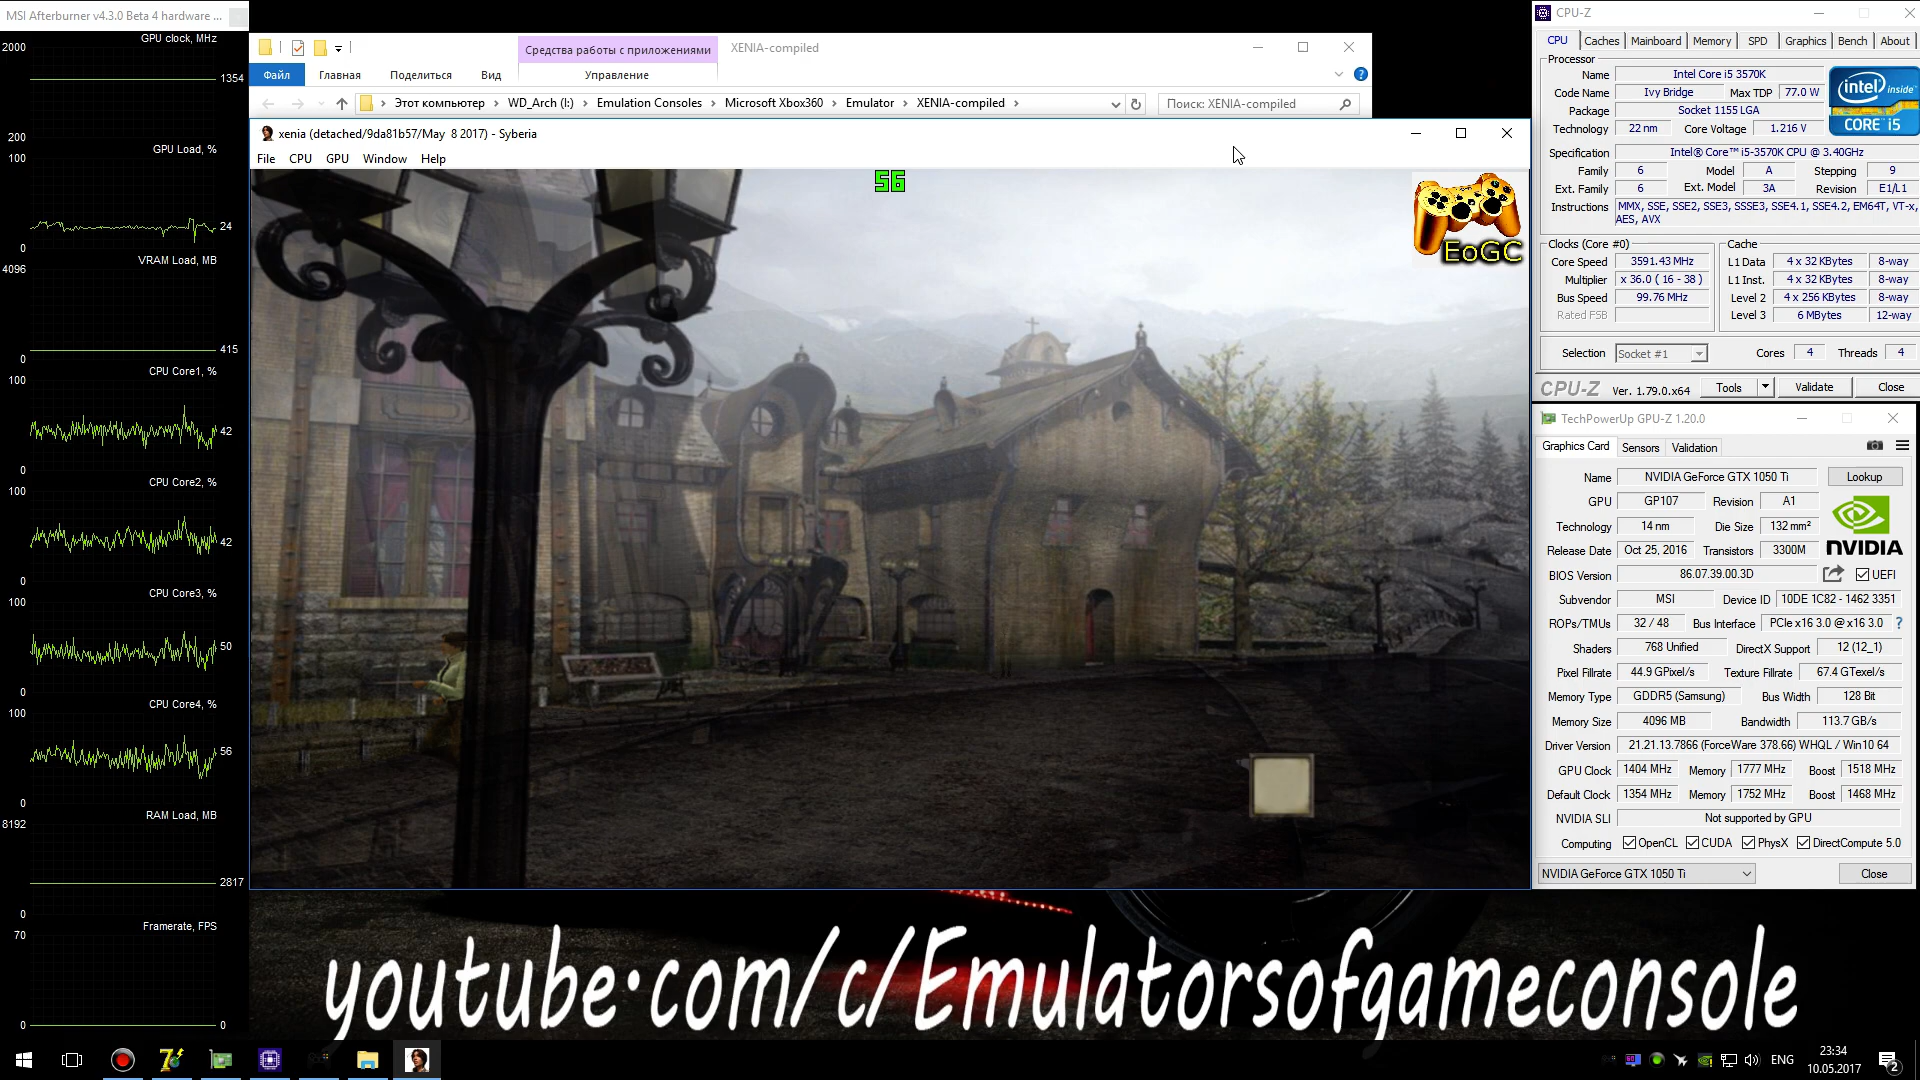 MSI Afterburner v4.3.0 Beta 4 hardware ...
GPU clock, MHz
2000
1354
200
GPU Load, %
100
24
0
VRAM Load, MB
4096
415
0
CPU Core1, %
100
42
0
CPU Core2, %
100
42
0
CPU Core3, %
100
50
0
CPU Core4, %
100
56
0
RAM Load, MB
8192
2817
0
Framerate, FPS
70
0
0
Средства работы с приложениями
XENIA-compiled
Файл
Главная
Поделиться
Вид
Управление
Этот компьютер
WD_Arch (I:)
Emulation Consoles
Microsoft Xbox360
Emulator
XENIA-compiled
Поиск: XENIA-compiled
xenia (detached/9da81b57/May 8 2017) - Syberia
File CPU GPU Window Help
56
EoGC
youtube.com/c/Emulatorsofgameconsole
CPU-Z
CPU Caches Mainboard Memory SPD Graphics Bench About
Processor
Name Intel Core i5 3570K
Code Name Ivy Bridge Max TDP 77.0 W
Package Socket 1155 LGA
Technology 22 nm Core Voltage 1.216 V
intel inside
CORE i5
Specification Intel® Core™ i5-3570K CPU @ 3.40GHz
Family 6 Model A Stepping 9
Ext. Family 6 Ext. Model 3A Revision E1/L1
Instructions MMX, SSE, SSE2, SSE3, SSSE3, SSE4.1, SSE4.2, EM64T, VT-x,
AES, AVX
Clocks (Core #0)
Core Speed 3591.43 MHz
Multiplier x 36.0 ( 16 - 38 )
Bus Speed 99.76 MHz
Rated FSB
Cache
L1 Data 4 x 32 KBytes 8-way
L1 Inst. 4 x 32 KBytes 8-way
Level 2 4 x 256 KBytes 8-way
Level 3 6 MBytes 12-way
Selection Socket #1 Cores 4 Threads 4
CPU-Z Ver. 1.79.0.x64 Tools Validate Close
TechPowerUp GPU-Z 1.20.0
Graphics Card Sensors Validation
Name NVIDIA GeForce GTX 1050 Ti Lookup
GPU GP107 Revision A1
Technology 14 nm Die Size 132 mm²
NVIDIA
Release Date Oct 25, 2016 Transistors 3300M
BIOS Version 86.07.39.00.3D UEFI
Subvendor MSI Device ID 10DE 1C82 - 1462 3351
ROPs/TMUs 32 / 48 Bus Interface PCIe x16 3.0 @ x16 3.0 ?
Shaders 768 Unified DirectX Support 12 (12_1)
Pixel Fillrate 44.9 GPixel/s Texture Fillrate 67.4 GTexel/s
Memory Type GDDR5 (Samsung) Bus Width 128 Bit
Memory Size 4096 MB Bandwidth 113.7 GB/s
Driver Version 21.21.13.7866 (ForceWare 378.66) WHQL / Win10 64
GPU Clock 1404 MHz Memory 1777 MHz Boost 1518 MHz
Default Clock 1354 MHz Memory 1752 MHz Boost 1468 MHz
NVIDIA SLI Not supported by GPU
Computing OpenCL CUDA PhysX DirectCompute 5.0
NVIDIA GeForce GTX 1050 Ti Close
ENG
23:34
10.05.2017
2